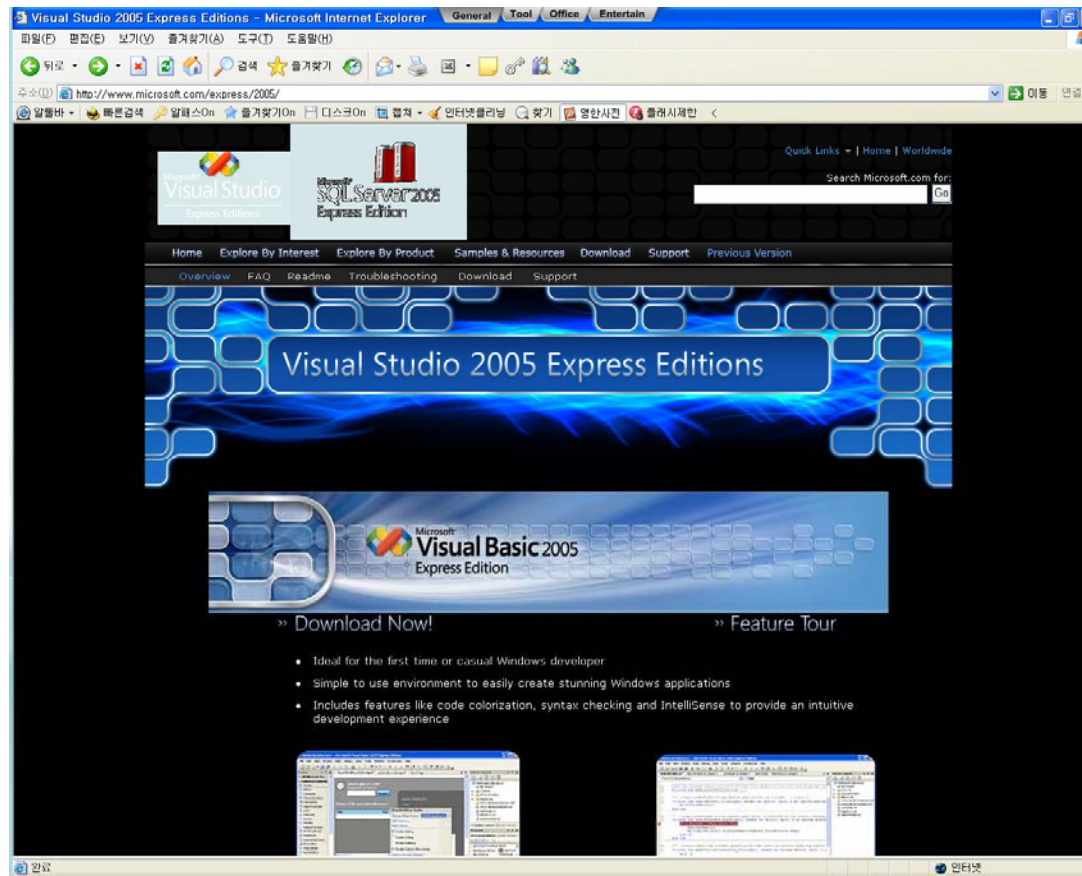 Visual Studio 2005 Express Editions - Microsoft Internet Explorer
General Tool Office Entertain
파일(F) 편집(E) 보기(V) 즐겨찾기(A) 도구(T) 도움말(H)
뒤로 검색 즐겨찾기
주소(D) http://www.microsoft.com/express/2005/ 이동 연결
알툴바 빠른검색 알패스On 즐겨찾기On 디스크On 캡쳐 인터넷클리닝 찾기 영한사전 플래시제한
Quick Links | Home | Worldwide
Search Microsoft.com for:
Go
Microsoft
Visual Studio
Express Editions
Microsoft
SQL Server 2005
Express Edition
Home Explore By Interest Explore By Product Samples & Resources Download Support Previous Version
Overview FAQ Readme Troubleshooting Download Support
Visual Studio 2005 Express Editions
Microsoft
Visual Basic 2005
Express Edition
» Download Now! » Feature Tour
• Ideal for the first time or casual Windows developer
• Simple to use environment to easily create stunning Windows applications
• Includes features like code colorization, syntax checking and IntelliSense to provide an intuitive
development experience
완료 인터넷